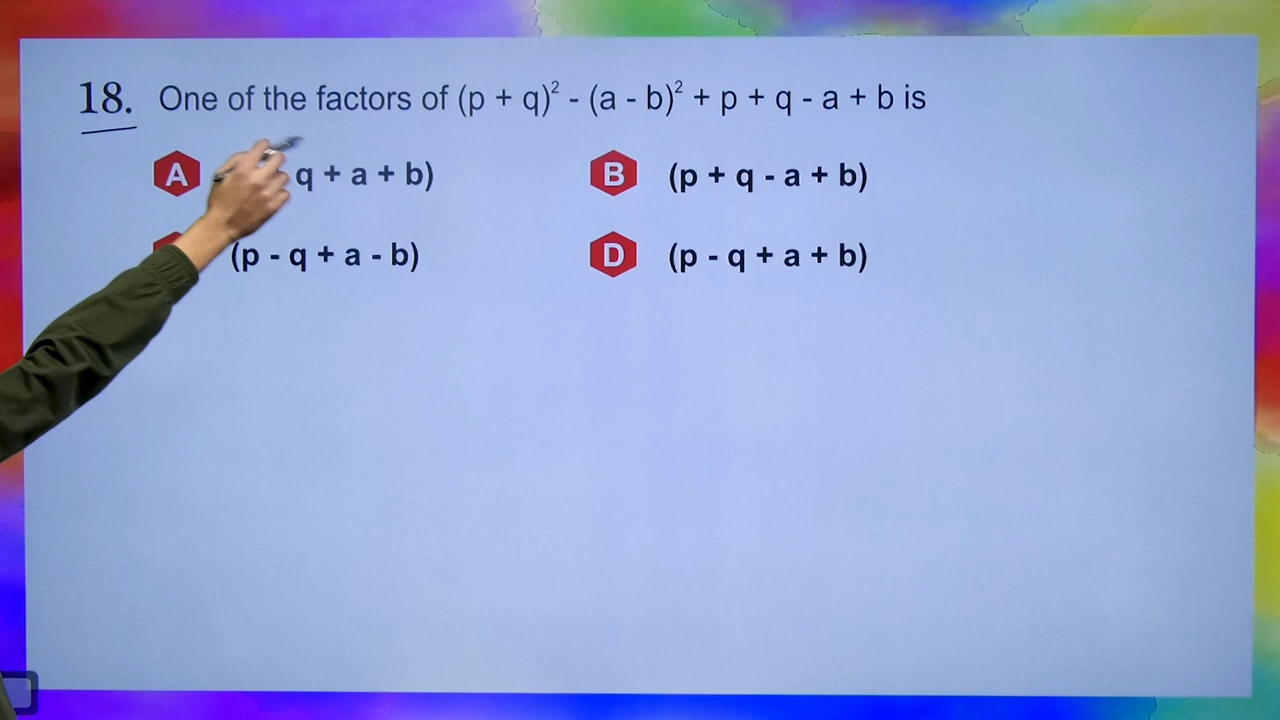 18. One of the factors of (p + q)² - (a - b)² + p + q - a + b is
A q + a + b)
B (p + q - a + b)
(p - q + a - b)
D (p - q + a + b)